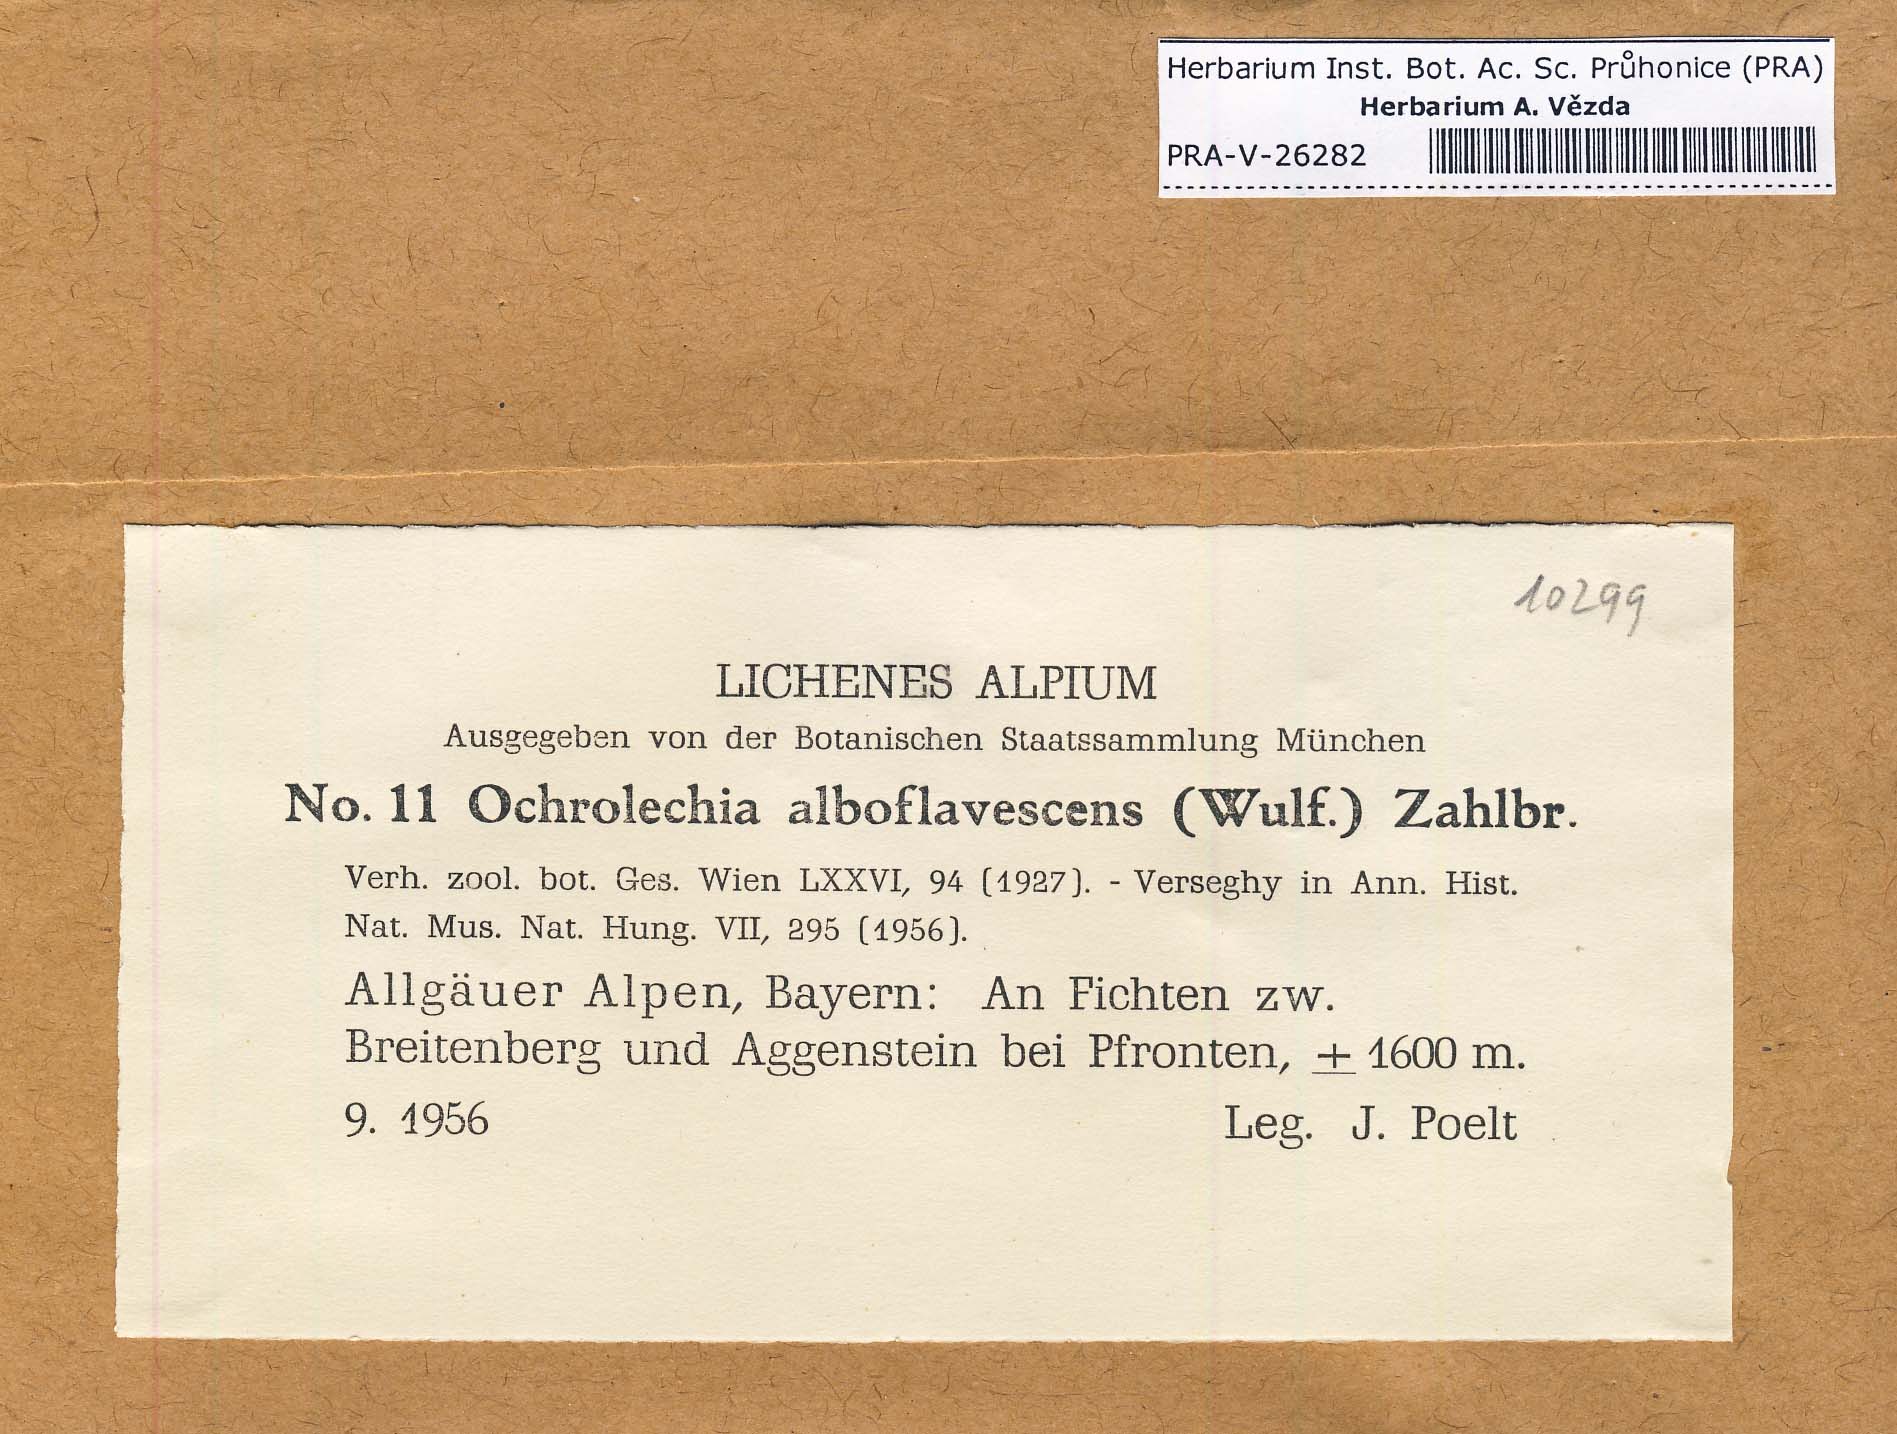 Herbarium Inst. Bot. Ac. Sc. Průhonice (PRA)
Herbarium A. Vězda
PRA-V-26282
10299
LICHENES ALPIUM
Ausgegeben von der Botanischen Staatssammlung München
No. 11 Ochrolechia alboflavescens (Wulf.) Zahlbr.
Verh. zool. bot. Ges. Wien LXXVI, 94 (1927). - Verseghy in Ann. Hist.
Nat. Mus. Nat. Hung. VII, 295 (1956).
Allgäuer Alpen, Bayern: An Fichten zw.
Breitenberg und Aggenstein bei Pfronten, ± 1600 m.
9. 1956 Leg. J. Poelt